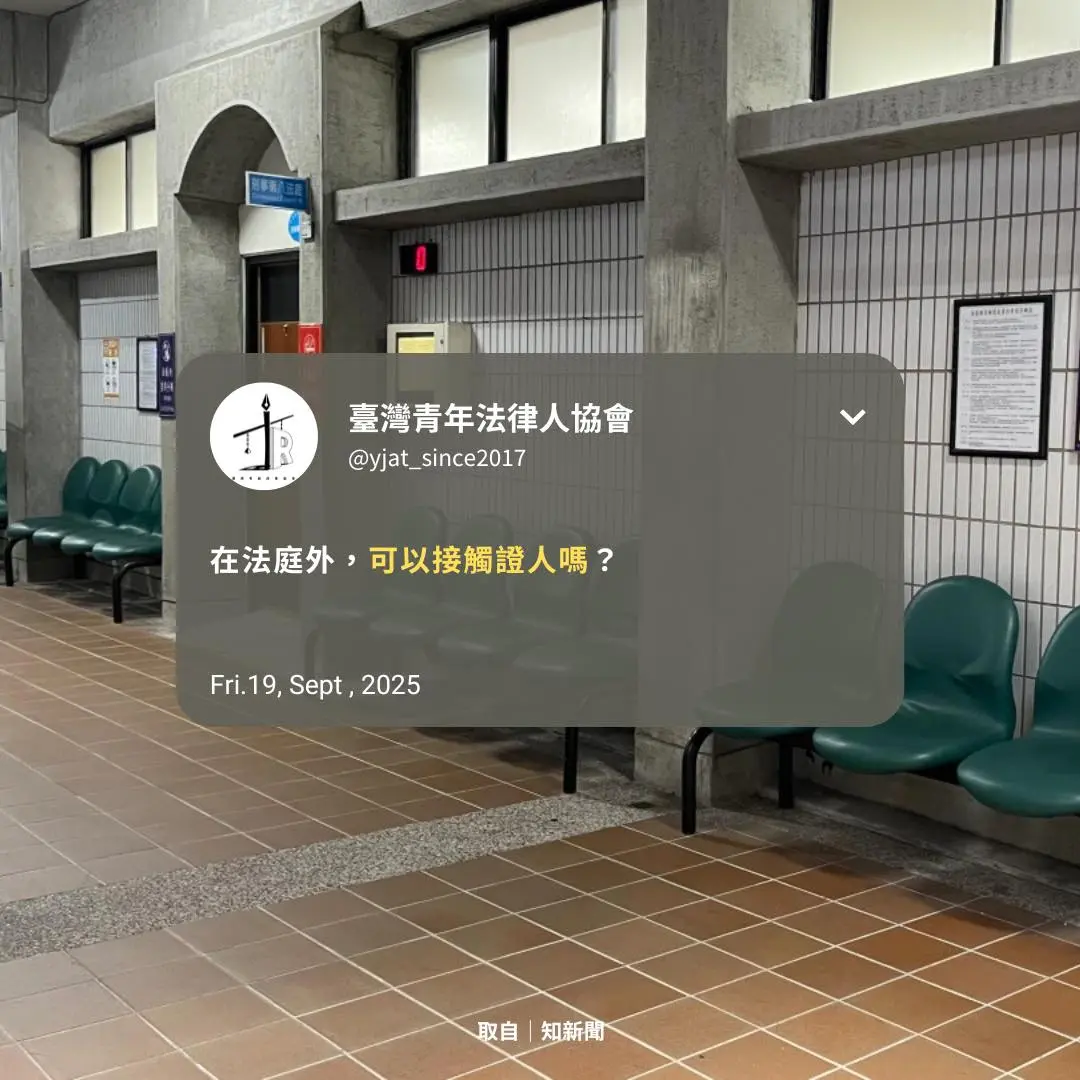 刑事第八法庭
0
臺灣青年法律人協會
@yjat_since2017
在法庭外，可以接觸證人嗎？
Fri.19, Sept , 2025
取自｜知新聞